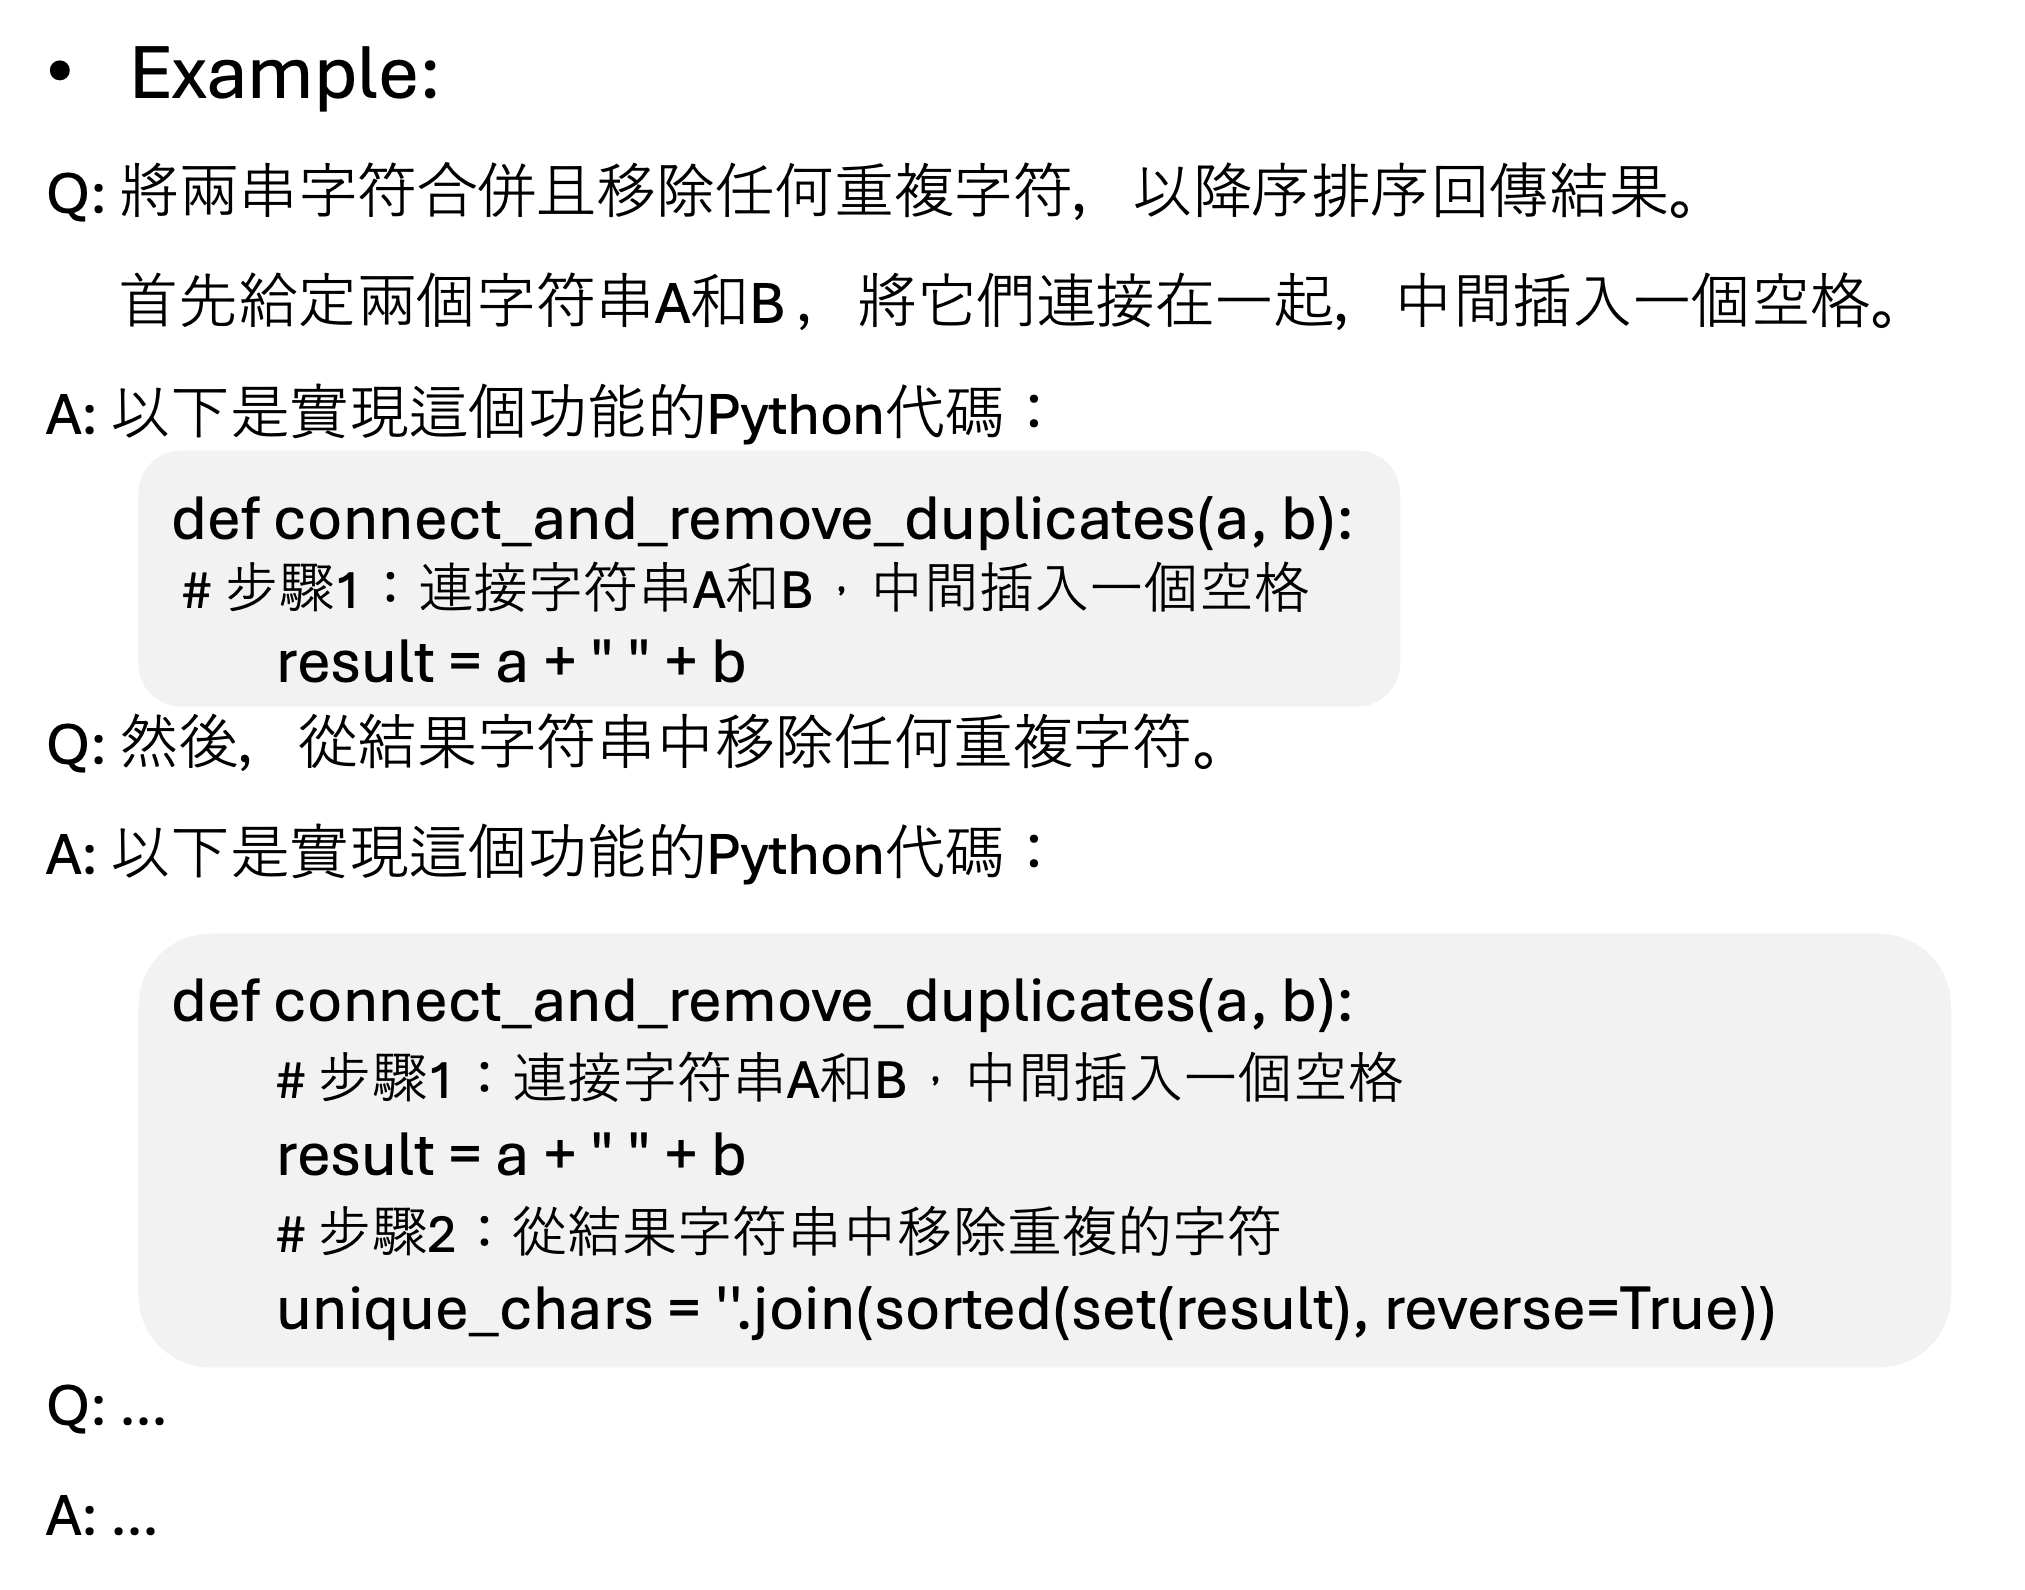 • Example:
Q: 將兩串字符合併且移除任何重複字符, 以降序排序回傳結果。
首先給定兩個字符串A和B , 將它們連接在一起, 中間插入一個空格。
A: 以下是實現這個功能的Python代碼：
def connect_and_remove_duplicates(a, b):
# 步驟1：連接字符串A和B，中間插入一個空格
result = a + " " + b
Q: 然後, 從結果字符串中移除任何重複字符。
A: 以下是實現這個功能的Python代碼：
def connect_and_remove_duplicates(a, b):
# 步驟1：連接字符串A和B，中間插入一個空格
result = a + " " + b
# 步驟2：從結果字符串中移除重複的字符
unique_chars = ''.join(sorted(set(result), reverse=True))
Q: ...
A: ...